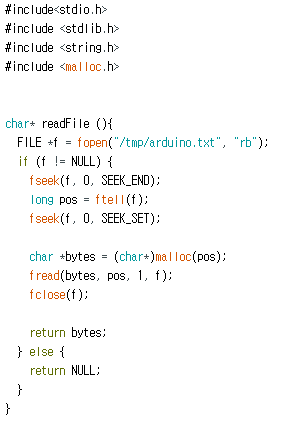 #include<stdio.h>
#include <stdlib.h>
#include <string.h>
#include <malloc.h>
char* readFile (){
FILE *f = fopen("/tmp/arduino.txt", "rb");
if (f != NULL) {
fseek(f, 0, SEEK_END);
long pos = ftell(f);
fseek(f, 0, SEEK_SET);
char *bytes = (char*)malloc(pos);
fread(bytes, pos, 1, f);
fclose(f);
return bytes;
} else {
return NULL;
}
}